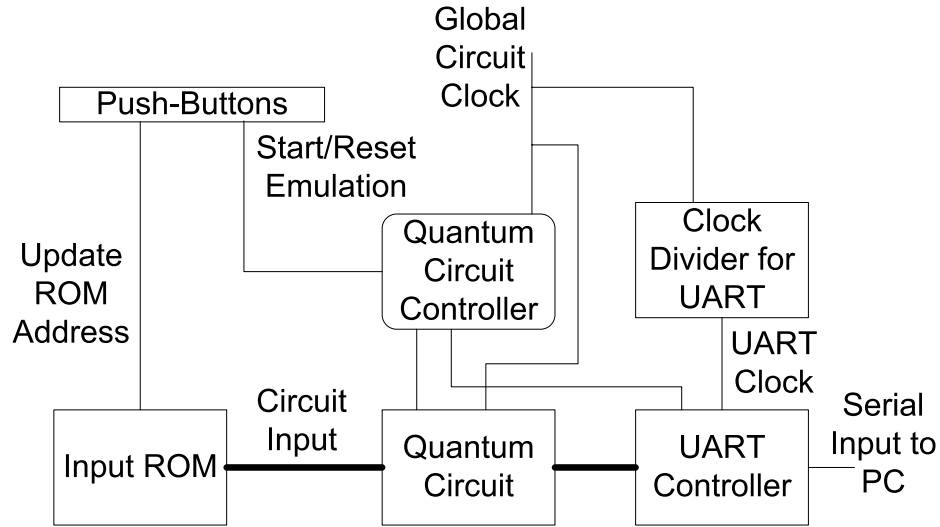 Global
Circuit
Clock
Push-Buttons
Start/Reset
Emulation
Update
ROM
Address
Quantum
Circuit
Controller
Clock
Divider for
UART
UART
Clock
Circuit
Input
Input ROM
Quantum
Circuit
UART
Controller
Serial
Input to
PC